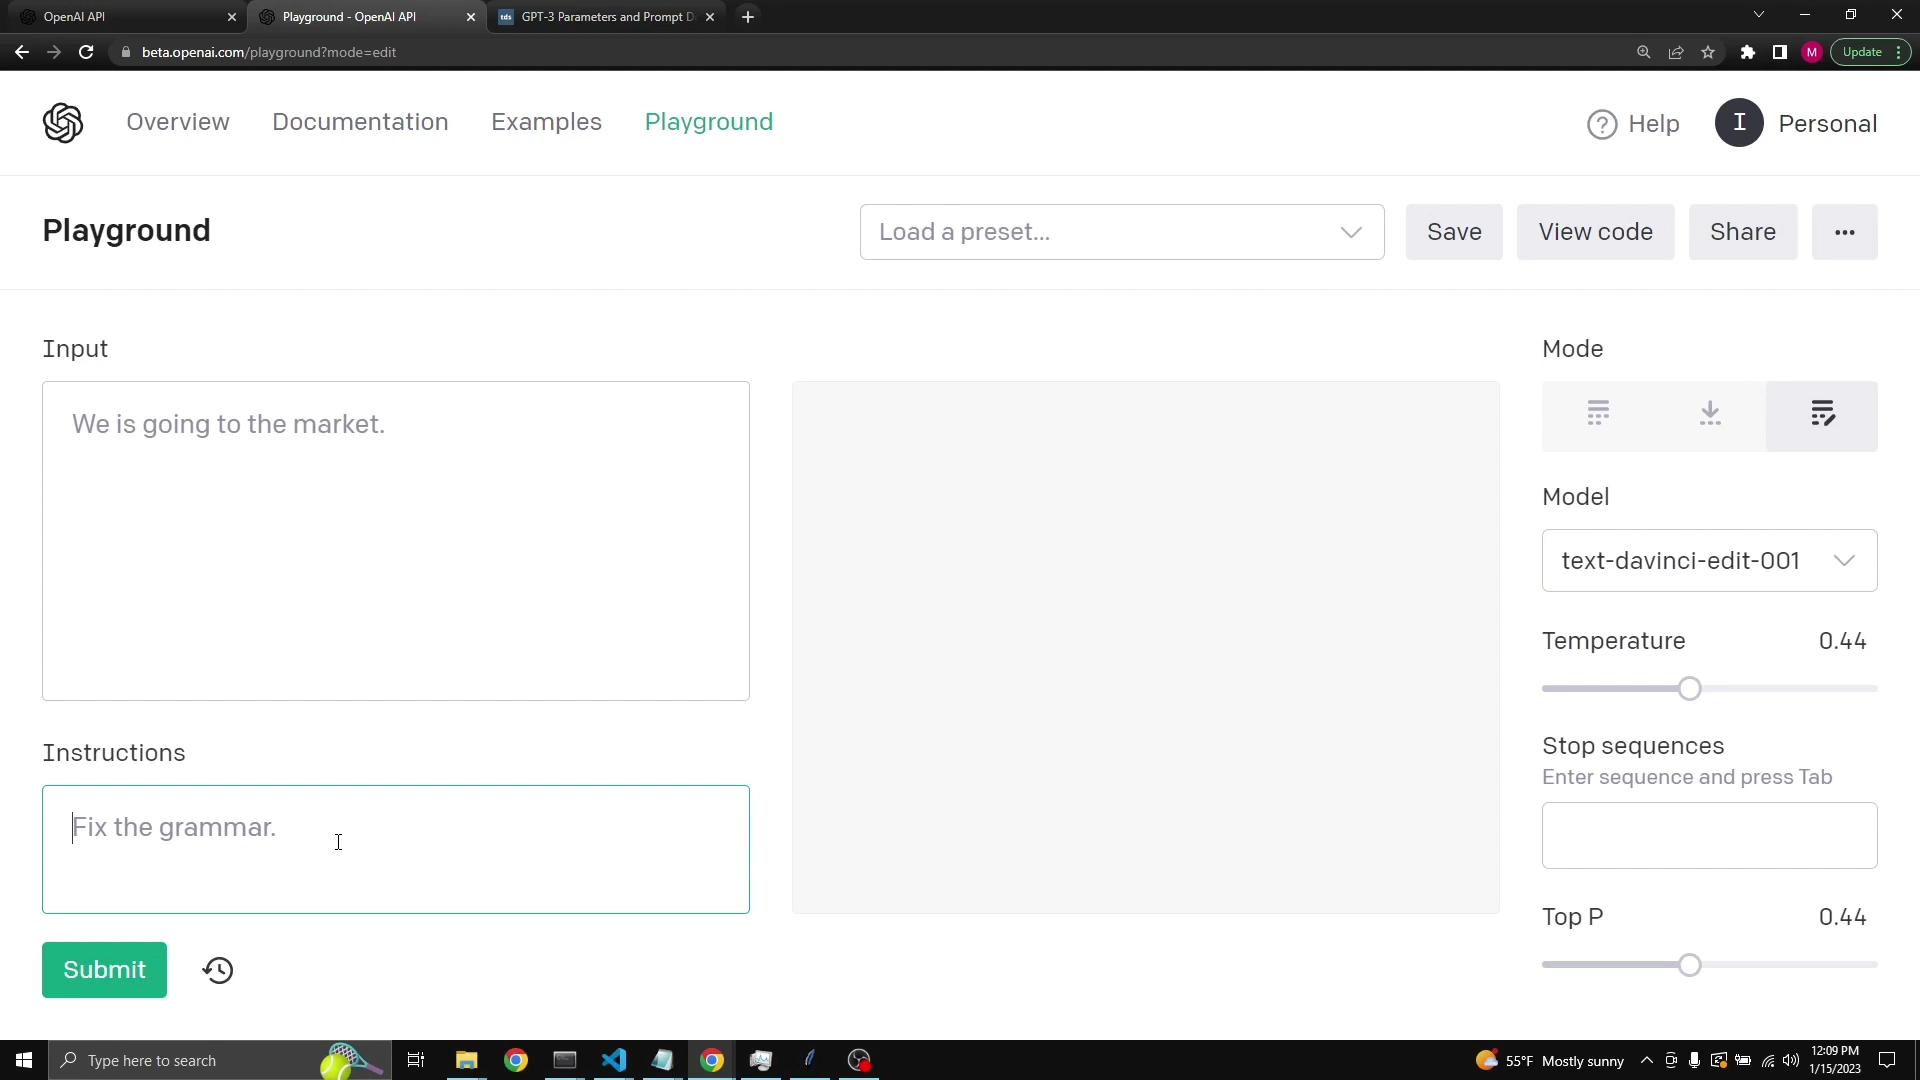 OpenAI API
Playground - OpenAI API
tds GPT-3 Parameters and Prompt D
beta.openai.com/playground?mode=edit
M
Update
Overview
Documentation
Examples
Playground
Help
I
Personal
Playground
Load a preset...
Save
View code
Share
Input
We is going to the market.
Mode
Model
text-davinci-edit-001
Temperature 0.44
Stop sequences
Enter sequence and press Tab
Instructions
Fix the grammar.
Top P 0.44
Submit
Type here to search
55°F Mostly sunny
12:09 PM
1/15/2023